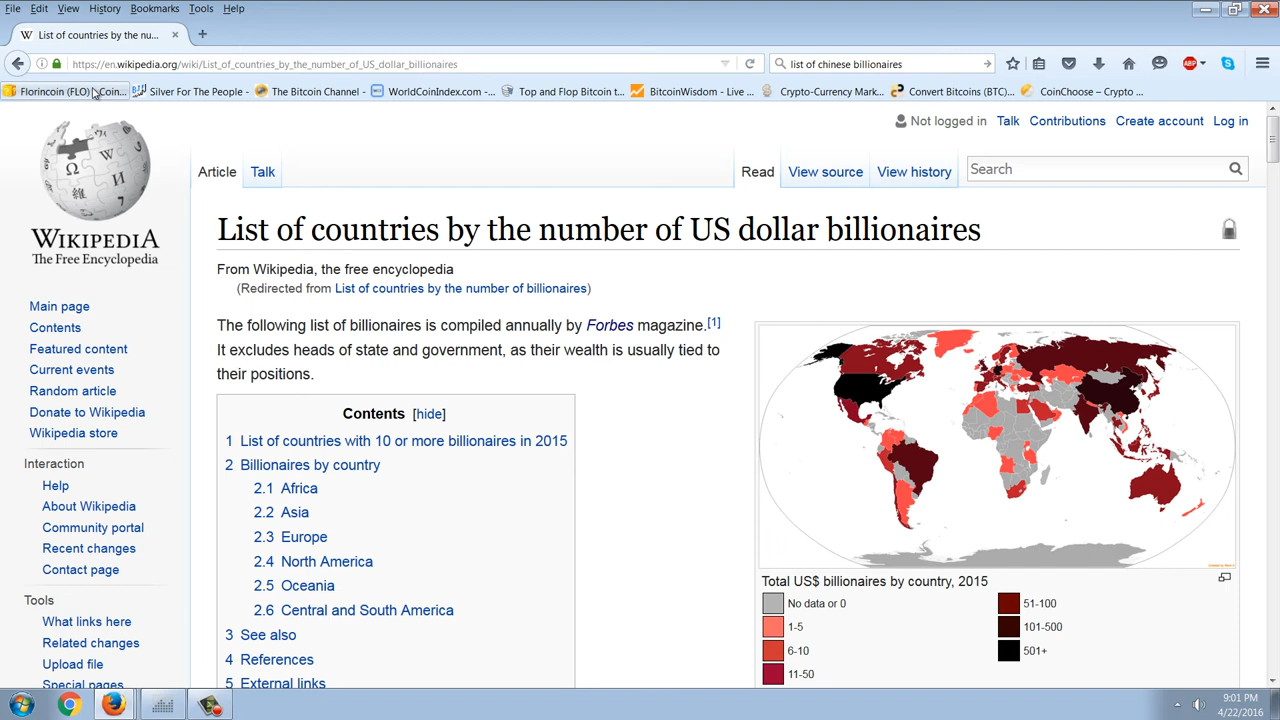 File Edit View History Bookmarks Tools Help
W List of countries by the nu... × +
https://en.wikipedia.org/wiki/List_of_countries_by_the_number_of_US_dollar_billionaires
list of chinese billionaires
ABP
Florincoin (FLO) Coin... Silver For The People - The Bitcoin Channel - WorldCoinIndex.com -... Top and Flop Bitcoin t... BitcoinWisdom - Live ... Crypto-Currency Mark... Convert Bitcoins (BTC)... CoinChoose – Crypto ...
Not logged in Talk Contributions Create account Log in
Article Talk Read View source View history Search
WIKIPEDIA
The Free Encyclopedia
Main page
Contents
Featured content
Current events
Random article
Donate to Wikipedia
Wikipedia store
Interaction
Help
About Wikipedia
Community portal
Recent changes
Contact page
Tools
What links here
Related changes
Upload file
Special pages
List of countries by the number of US dollar billionaires
From Wikipedia, the free encyclopedia
(Redirected from List of countries by the number of billionaires)
The following list of billionaires is compiled annually by Forbes magazine.[1]
It excludes heads of state and government, as their wealth is usually tied to
their positions.
Contents [hide]
1 List of countries with 10 or more billionaires in 2015
2 Billionaires by country
2.1 Africa
2.2 Asia
2.3 Europe
2.4 North America
2.5 Oceania
2.6 Central and South America
3 See also
4 References
5 External links
Total US$ billionaires by country, 2015
No data or 0
1-5
6-10
11-50
51-100
101-500
501+
9:01 PM
4/22/2016